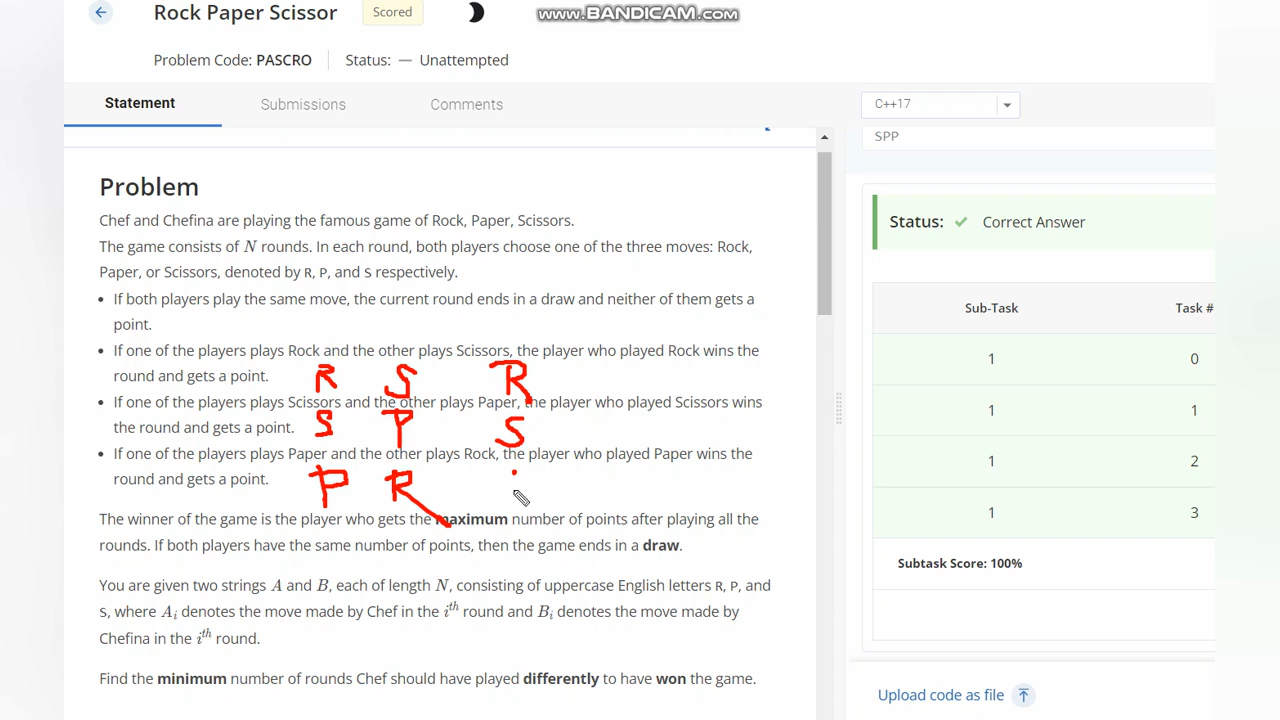 Rock Paper Scissor
Scored
www.BANDICAM.com
Problem Code: PASCRO
Status: — Unattempted
Statement
Submissions
Comments
C++17
SPP
Problem
Chef and Chefina are playing the famous game of Rock, Paper, Scissors.
The game consists of N rounds. In each round, both players choose one of the three moves: Rock,
Paper, or Scissors, denoted by R, P, and S respectively.
• If both players play the same move, the current round ends in a draw and neither of them gets a
point.
• If one of the players plays Rock and the other plays Scissors, the player who played Rock wins the
round and gets a point.
R S R
• If one of the players plays Scissors and the other plays Paper, the player who played Scissors wins
the round and gets a point.
S P S
• If one of the players plays Paper and the other plays Rock, the player who played Paper wins the
round and gets a point.
P R
The winner of the game is the player who gets the maximum number of points after playing all the
rounds. If both players have the same number of points, then the game ends in a draw.
You are given two strings A and B, each of length N, consisting of uppercase English letters R, P, and
S, where Ai denotes the move made by Chef in the ith round and Bi denotes the move made by
Chefina in the ith round.
Find the minimum number of rounds Chef should have played differently to have won the game.
Status: ✓ Correct Answer
Sub-Task Task #
1 0
1 1
1 2
1 3
Subtask Score: 100%
Upload code as file